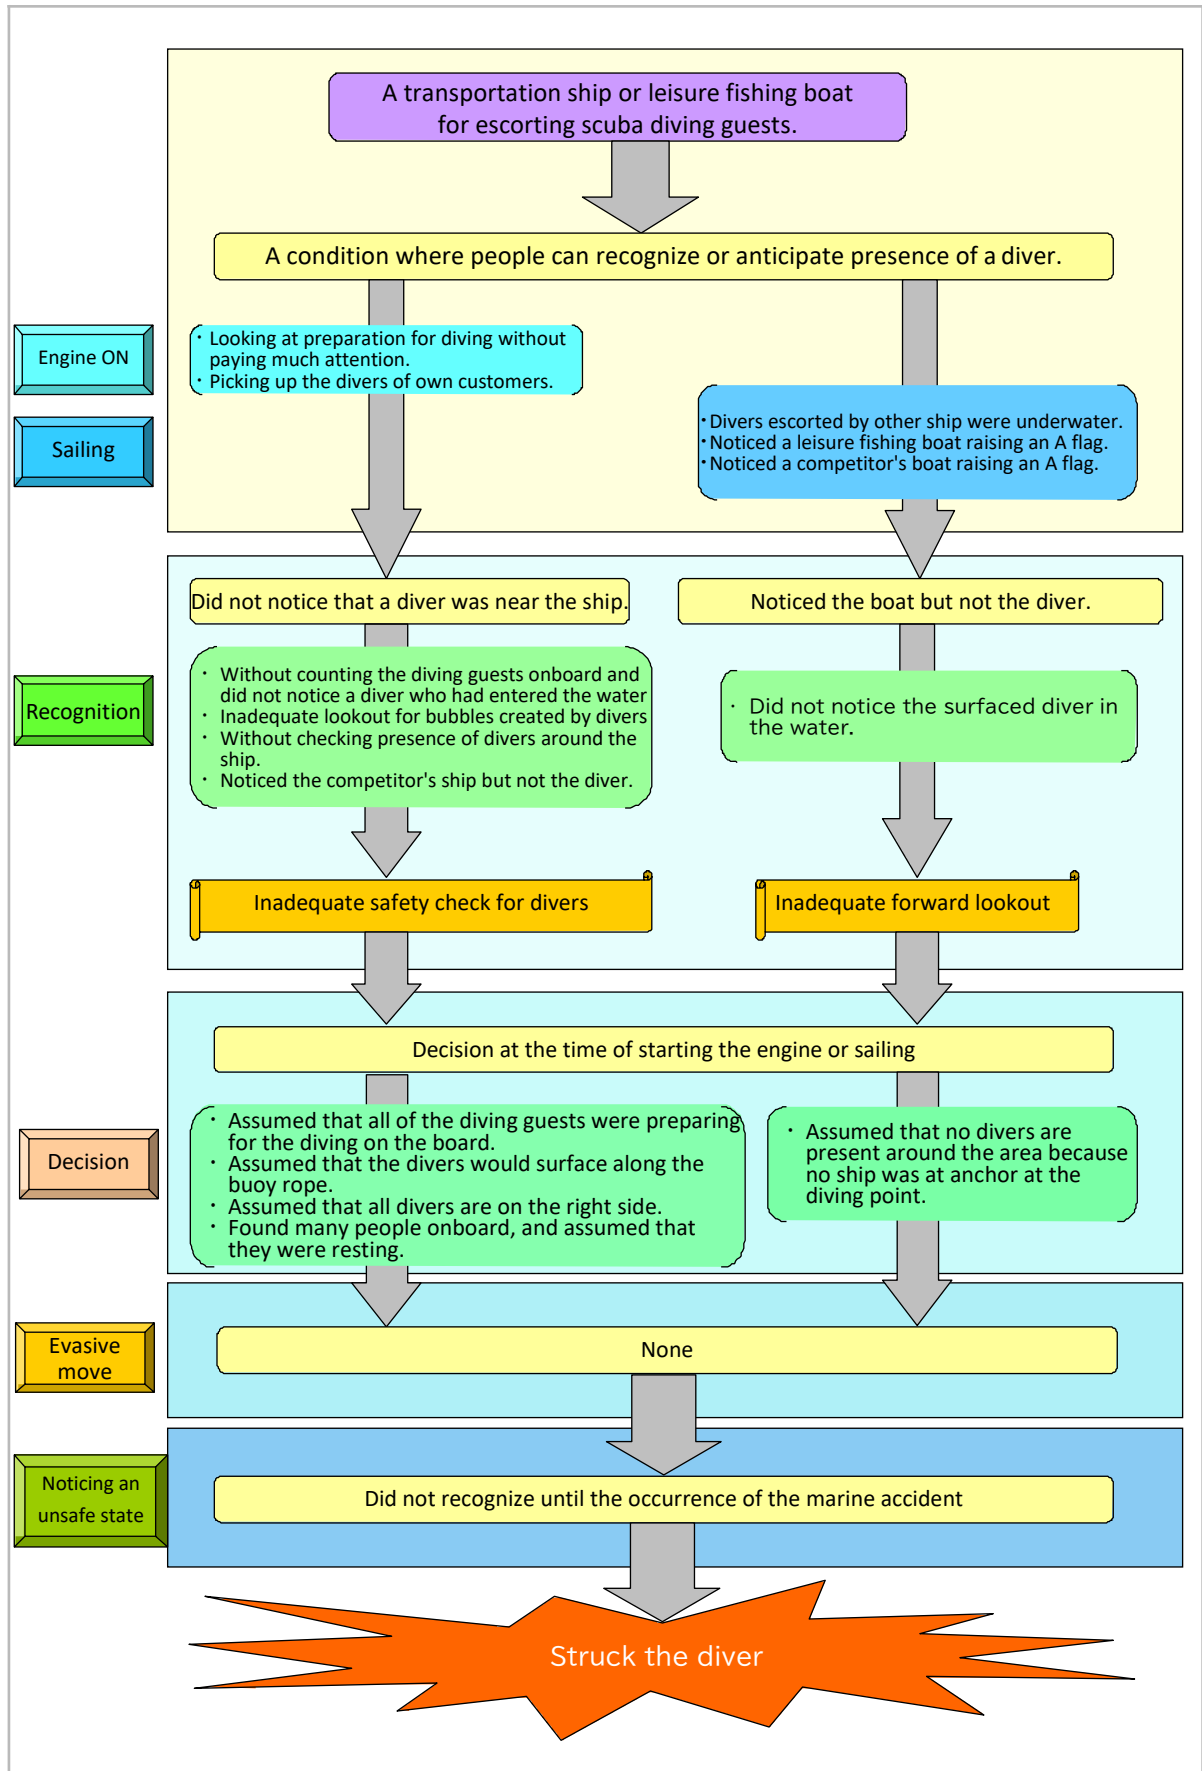 A transportation ship or leisure fishing boat
for escorting scuba diving guests.
A condition where people can recognize or anticipate presence of a diver.
Engine ON
・Looking at preparation for diving without
paying much attention.
・Picking up the divers of own customers.
Sailing
・Divers escorted by other ship were underwater.
・Noticed a leisure fishing boat raising an A flag.
・Noticed a competitor's boat raising an A flag.
Did not notice that a diver was near the ship.
Noticed the boat but not the diver.
Recognition
・Without counting the diving guests onboard and
did not notice a diver who had entered the water
・Inadequate lookout for bubbles created by divers
・Without checking presence of divers around the
ship.
・Noticed the competitor's ship but not the diver.
・Did not notice the surfaced diver in
the water.
Inadequate safety check for divers
Inadequate forward lookout
Decision at the time of starting the engine or sailing
Decision
・Assumed that all of the diving guests were preparing
for the diving on the board.
・Assumed that the divers would surface along the
buoy rope.
・Assumed that all divers are on the right side.
・Found many people onboard, and assumed that
they were resting.
・Assumed that no divers are
present around the area because
no ship was at anchor at the
diving point.
Evasive
move
None
Noticing an
unsafe state
Did not recognize until the occurrence of the marine accident
Struck the diver